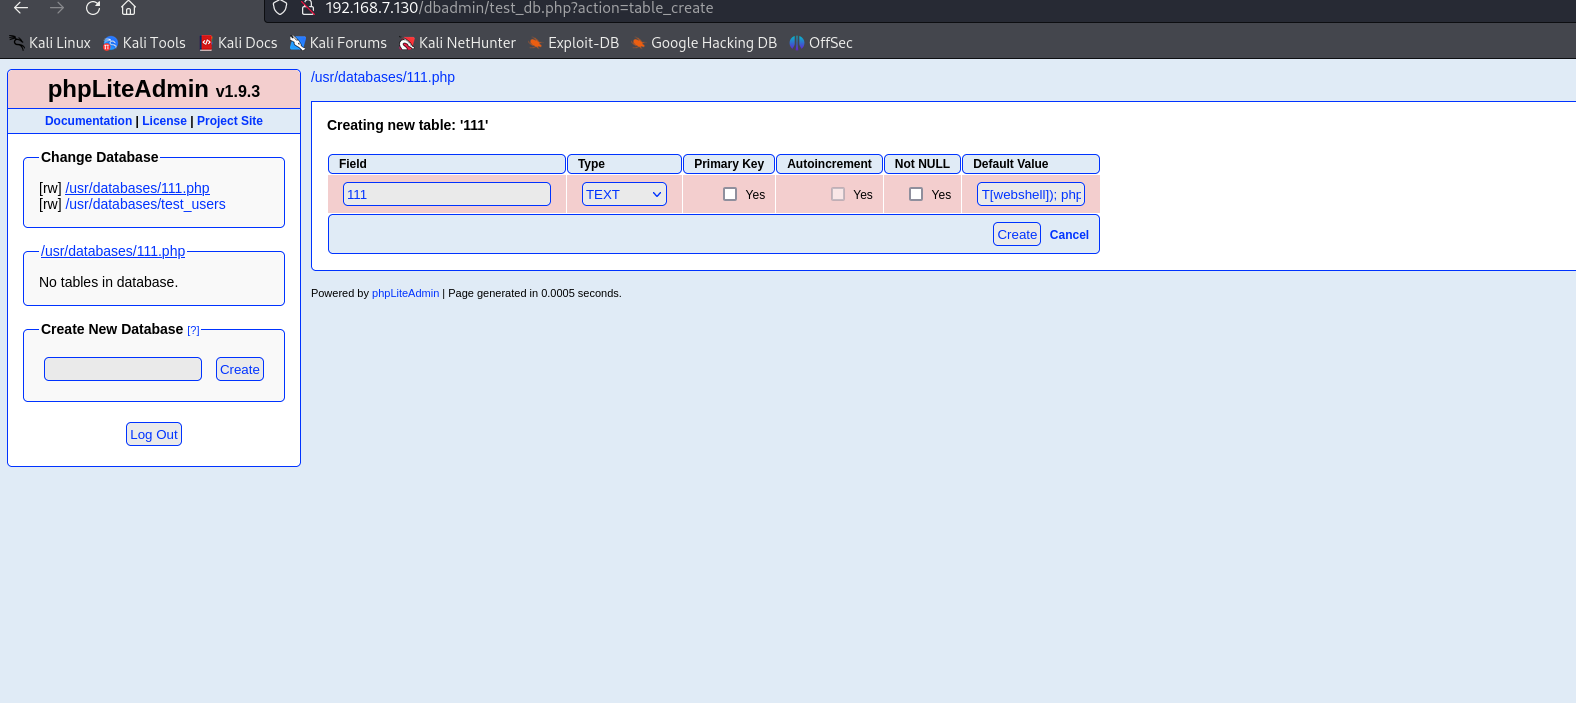 192.168.7.130/dbadmin/test_db.php?action=table_create
Kali Linux Kali Tools Kali Docs Kali Forums Kali NetHunter Exploit-DB Google Hacking DB OffSec
phpLiteAdmin v1.9.3
Documentation | License | Project Site
Change Database
[rw] /usr/databases/111.php
[rw] /usr/databases/test_users
/usr/databases/111.php
No tables in database.
Create New Database [?]
Create
Log Out
/usr/databases/111.php
Creating new table: '111'
Field Type Primary Key Autoincrement Not NULL Default Value
111 TEXT Yes Yes Yes T[webshell]); php
Create Cancel
Powered by phpLiteAdmin | Page generated in 0.0005 seconds.